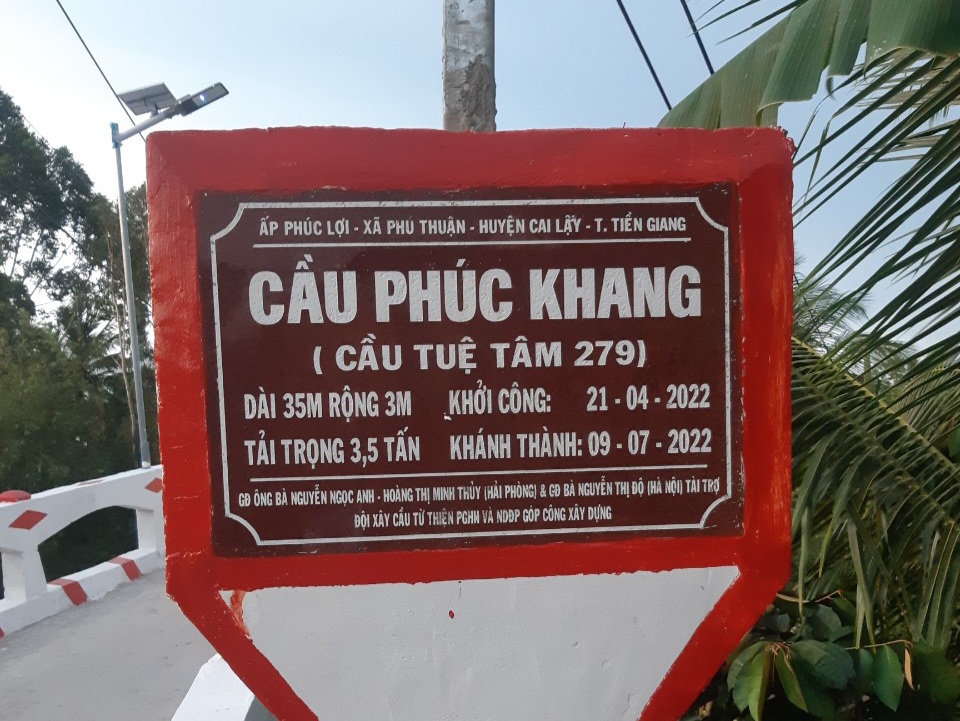 ẤP PHÚC LỢI - XÃ PHÚ THUẬN - HUYỆN CAI LẬY - T. TIỀN GIANG
CẦU PHÚC KHANG
( CẦU TUỆ TÂM 279)
DÀI 35M RỘNG 3M KHỞI CÔNG: 21 - 04 - 2022
TẢI TRỌNG 3,5 TẤN KHÁNH THÀNH: 09 - 07 - 2022
GĐ ÔNG BÀ NGUYỄN NGỌC ANH - HOÀNG THỊ MINH THỦY (HẢI PHÒNG) & GĐ BÀ NGUYỄN THỊ ĐỘ (HÀ NỘI) TÀI TRỢ
ĐỘI XÂY CẦU TỪ THIỆN PGHH VÀ NDĐP GÓP CÔNG XÂY DỰNG